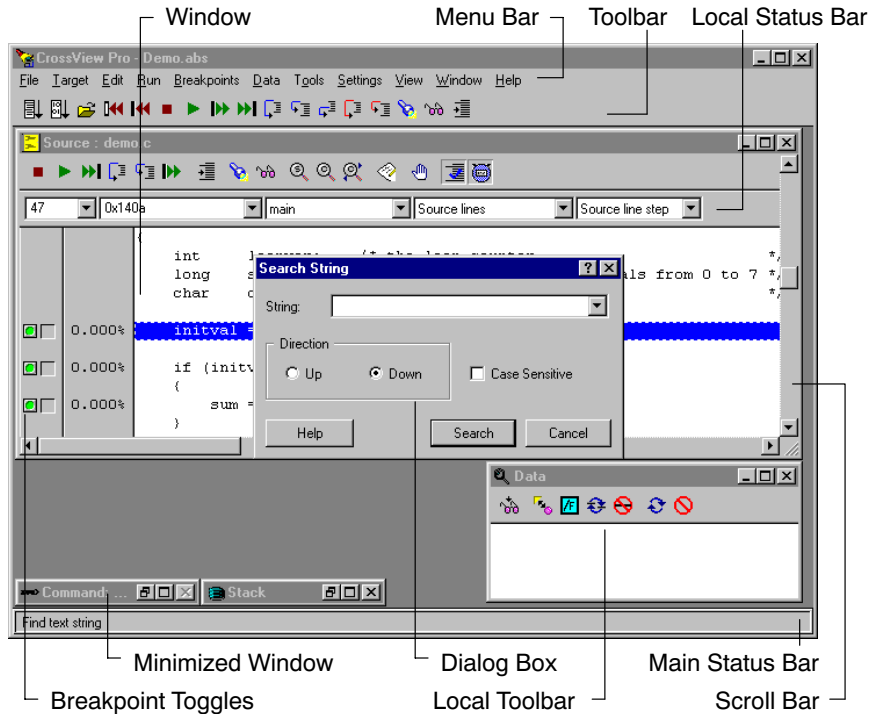 Window Menu Bar Toolbar Local Status Bar
CrossView Pro - Demo.abs
File Target Edit Run Breakpoints Data Tools Settings View Window Help
Source : demo.c
47 0x140a main Source lines Source line step
{
int /* the loop counter */
long als from 0 to 7 */
char */
Search String
String:
0.000% initval =
Direction
Up Down Case Sensitive
0.000% if (initv
{
0.000% sum =
}
Help Search Cancel
Data
Command: ... Stack
Find text string
Minimized Window Dialog Box Main Status Bar
Breakpoint Toggles Local Toolbar Scroll Bar